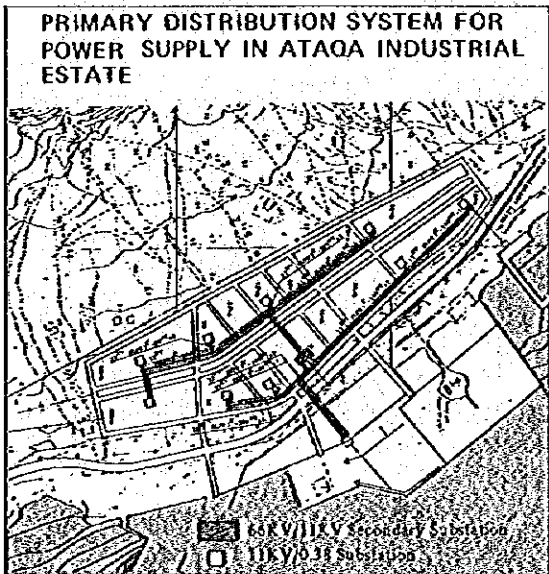 PRIMARY DISTRIBUTION SYSTEM FOR
POWER SUPPLY IN ATAQA INDUSTRIAL
ESTATE
66KV/11KV Secondary Substation
11KV/0.38 Substation